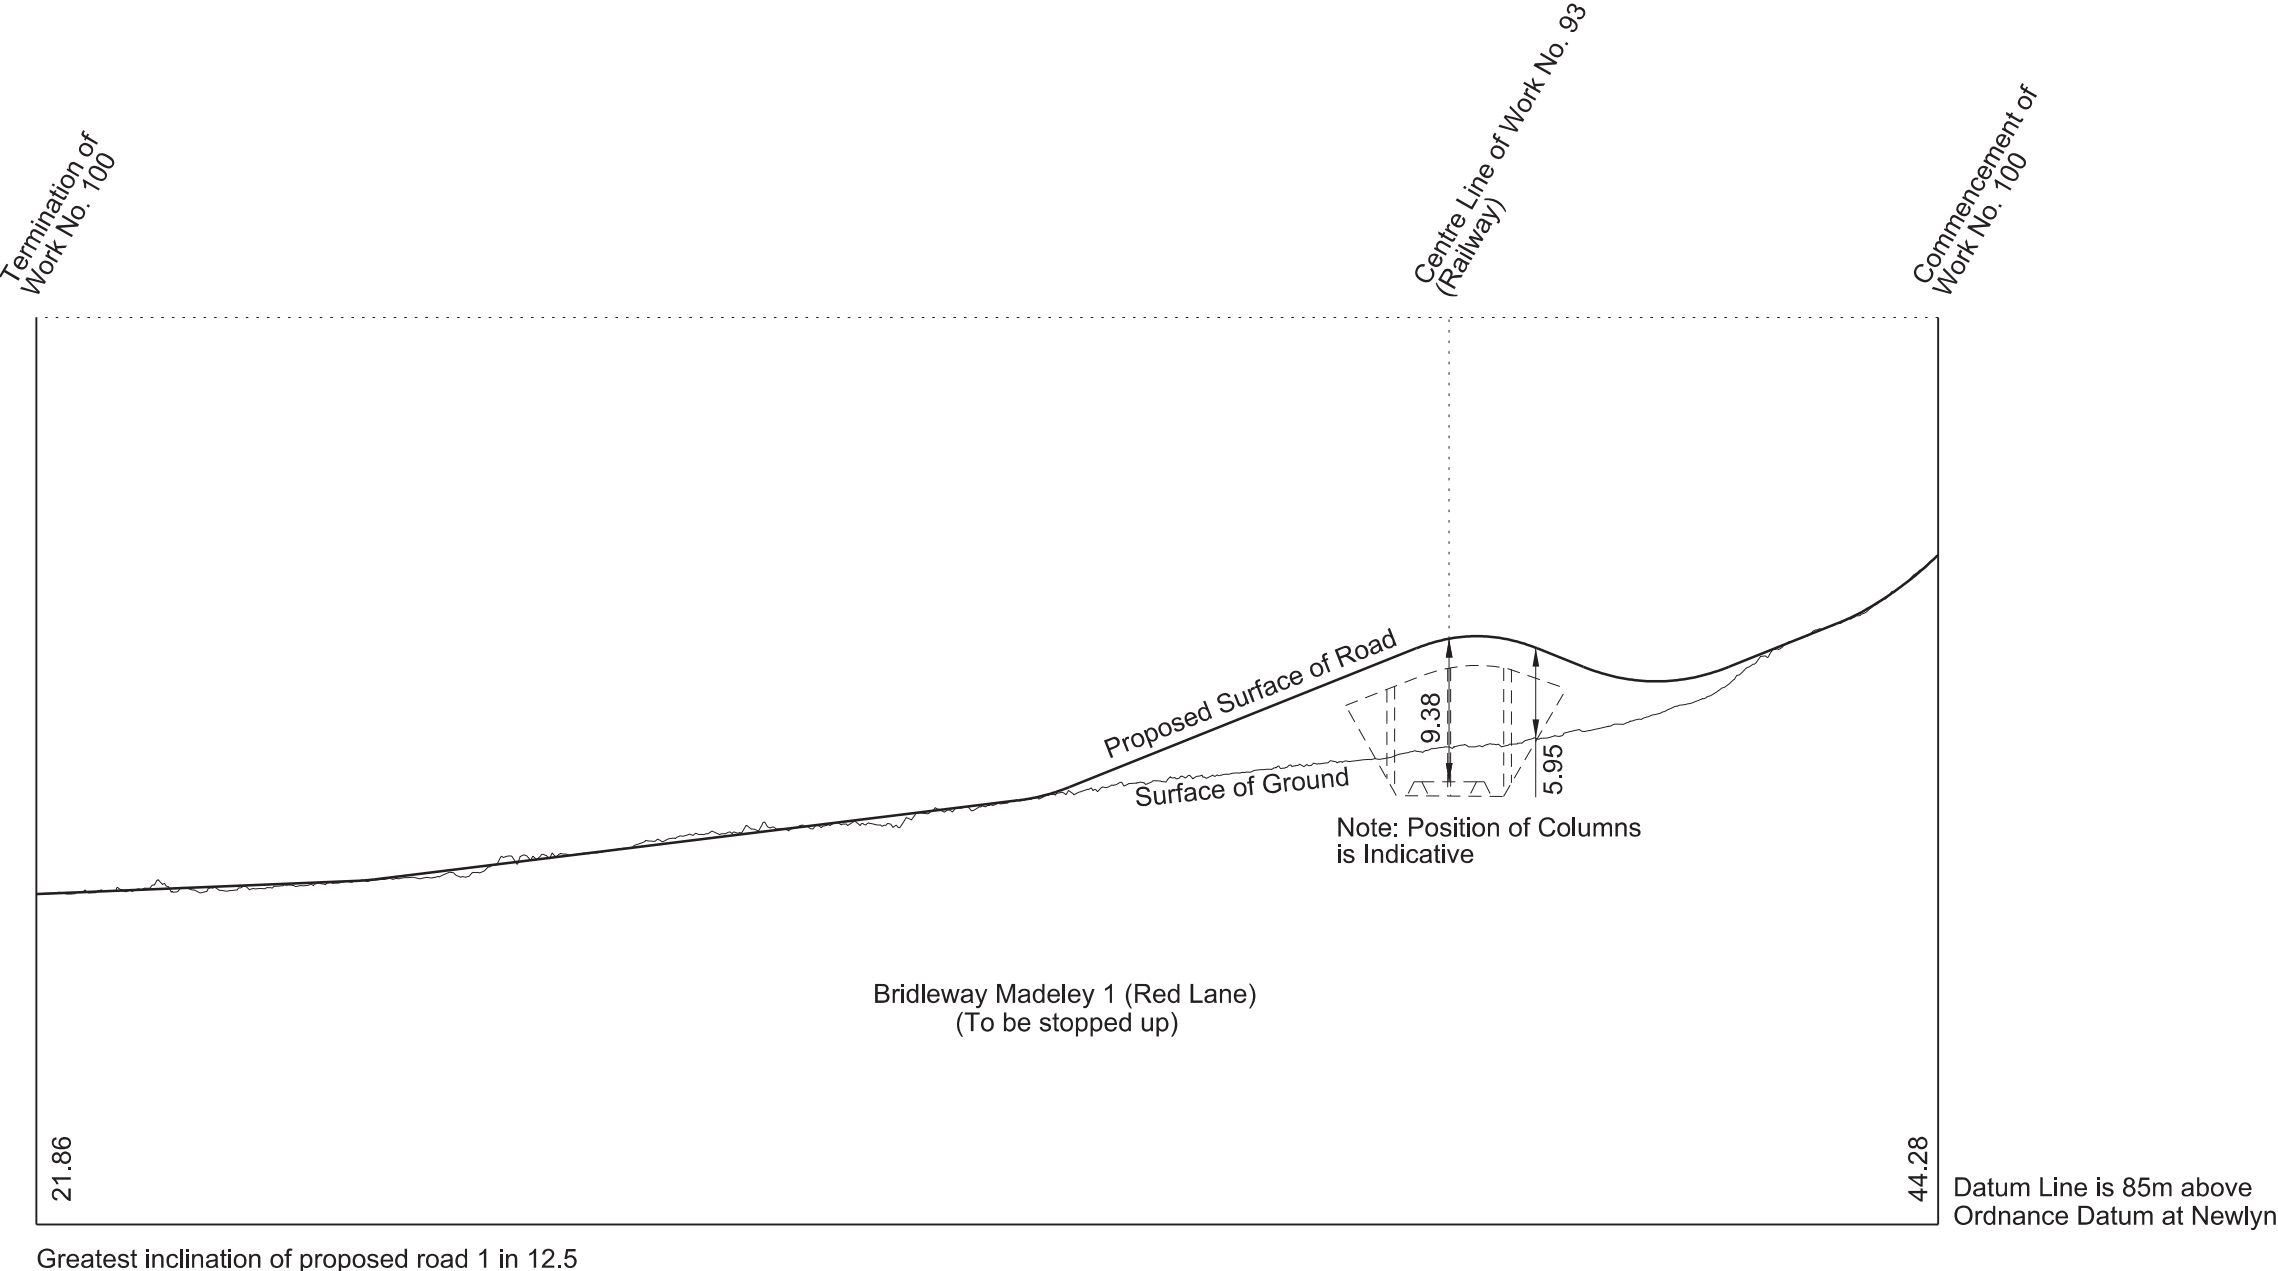 Termination of
Work No. 100
Centre Line of Work No. 93
(Railway)
Commencement of
Work No. 100
Proposed Surface of Road
9.38
5.95
Surface of Ground
Note: Position of Columns
is Indicative
Bridleway Madeley 1 (Red Lane)
(To be stopped up)
21.86
44.28
Datum Line is 85m above
Ordnance Datum at Newlyn
Greatest inclination of proposed road 1 in 12.5